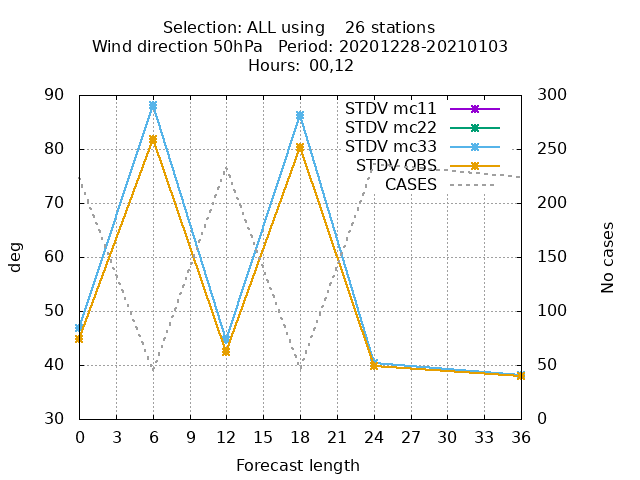 Selection: ALL using    26 stations
Wind direction 50hPa   Period: 20201228-20210103
Hours: 00,12
90 300
STDV mc11
STDV mc22
80 250
STDV mc33
STDV OBS
CASES
70 200
60 150
50 100
40 50
30 0
deg
No cases
0 3 6 9 12 15 18 21 24 27 30 33 36
Forecast length